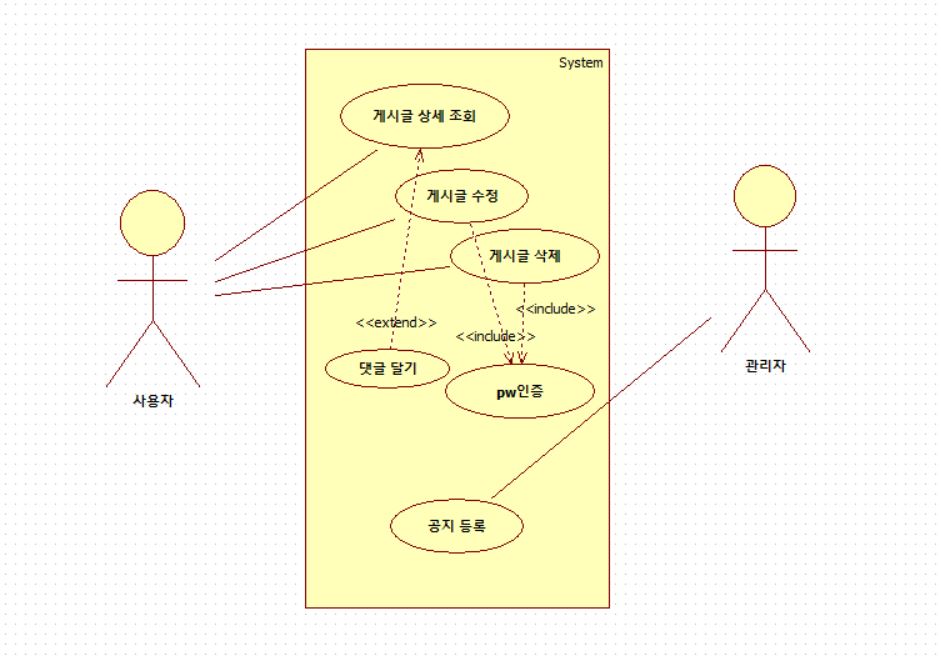 System
게시글 상세 조회
게시글 수정
게시글 삭제
<<include>>
<<extend>>
<<include>>
댓글 달기
pw인증
관리자
사용자
공지 등록